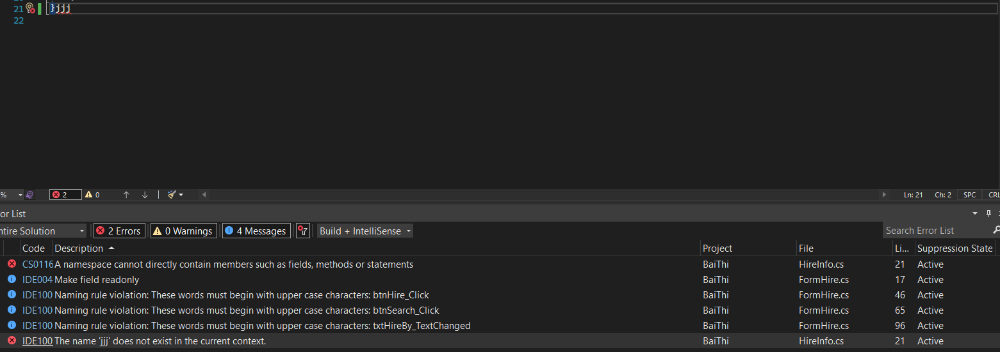 21 }jjj
22
%
2 0
Ln: 21 Ch: 2 SPC CRL
or List
ntire Solution 2 Errors 0 Warnings 4 Messages Build + IntelliSense Search Error List
Code Description Project File Li... Suppression State
CS0116 A namespace cannot directly contain members such as fields, methods or statements BaiThi HireInfo.cs 21 Active
IDE004 Make field readonly BaiThi FormHire.cs 17 Active
IDE100 Naming rule violation: These words must begin with upper case characters: btnHire_Click BaiThi FormHire.cs 46 Active
IDE100 Naming rule violation: These words must begin with upper case characters: btnSearch_Click BaiThi FormHire.cs 65 Active
IDE100 Naming rule violation: These words must begin with upper case characters: txtHireBy_TextChanged BaiThi FormHire.cs 96 Active
IDE100 The name 'jjj' does not exist in the current context. BaiThi HireInfo.cs 21 Active